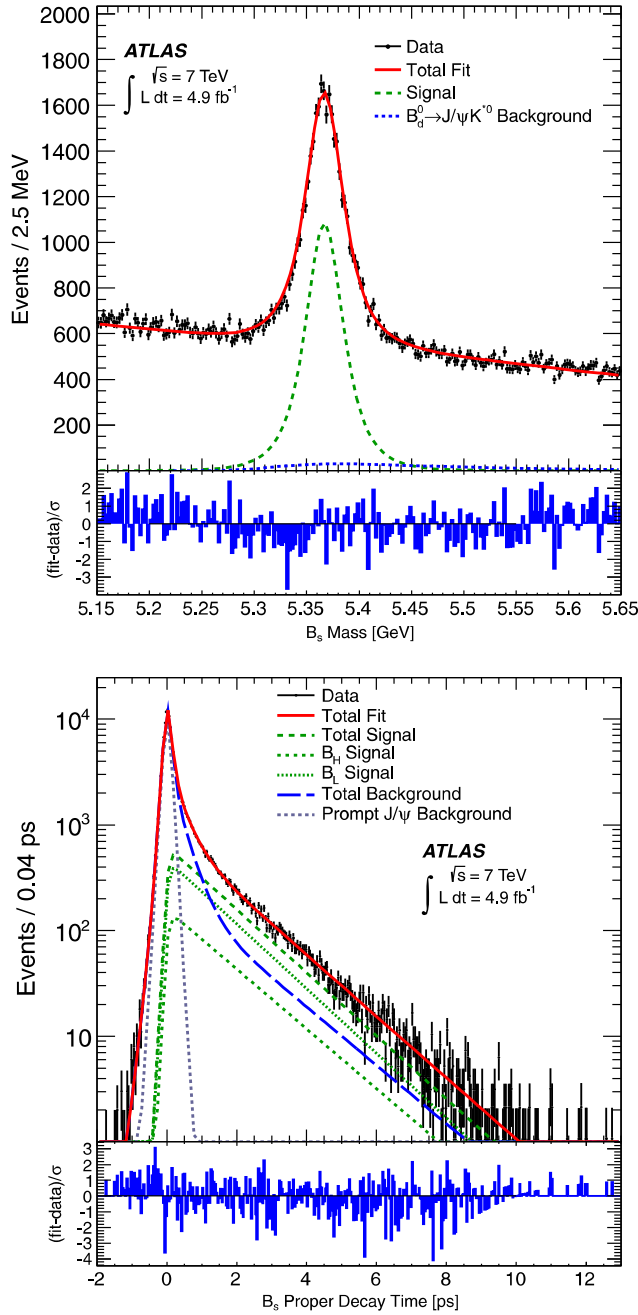 2000
1800
1600
1400
1200
1000
800
600
400
200
Events / 2.5 MeV
ATLAS
√s = 7 TeV
∫ L dt = 4.9 fb⁻¹
Data
Total Fit
Signal
B⁰_d→J/ψK*⁰ Background
2
1
0
-1
-2
-3
(fit-data)/σ
5.15 5.2 5.25 5.3 5.35 5.4 5.45 5.5 5.55 5.6 5.65
B_s Mass [GeV]
10⁴
10³
10²
10
Events / 0.04 ps
Data
Total Fit
Total Signal
B_H Signal
B_L Signal
Total Background
Prompt J/ψ Background
ATLAS
√s = 7 TeV
∫ L dt = 4.9 fb⁻¹
3
2
1
0
-1
-2
-3
-4
(fit-data)/σ
-2 0 2 4 6 8 10 12
B_s Proper Decay Time [ps]